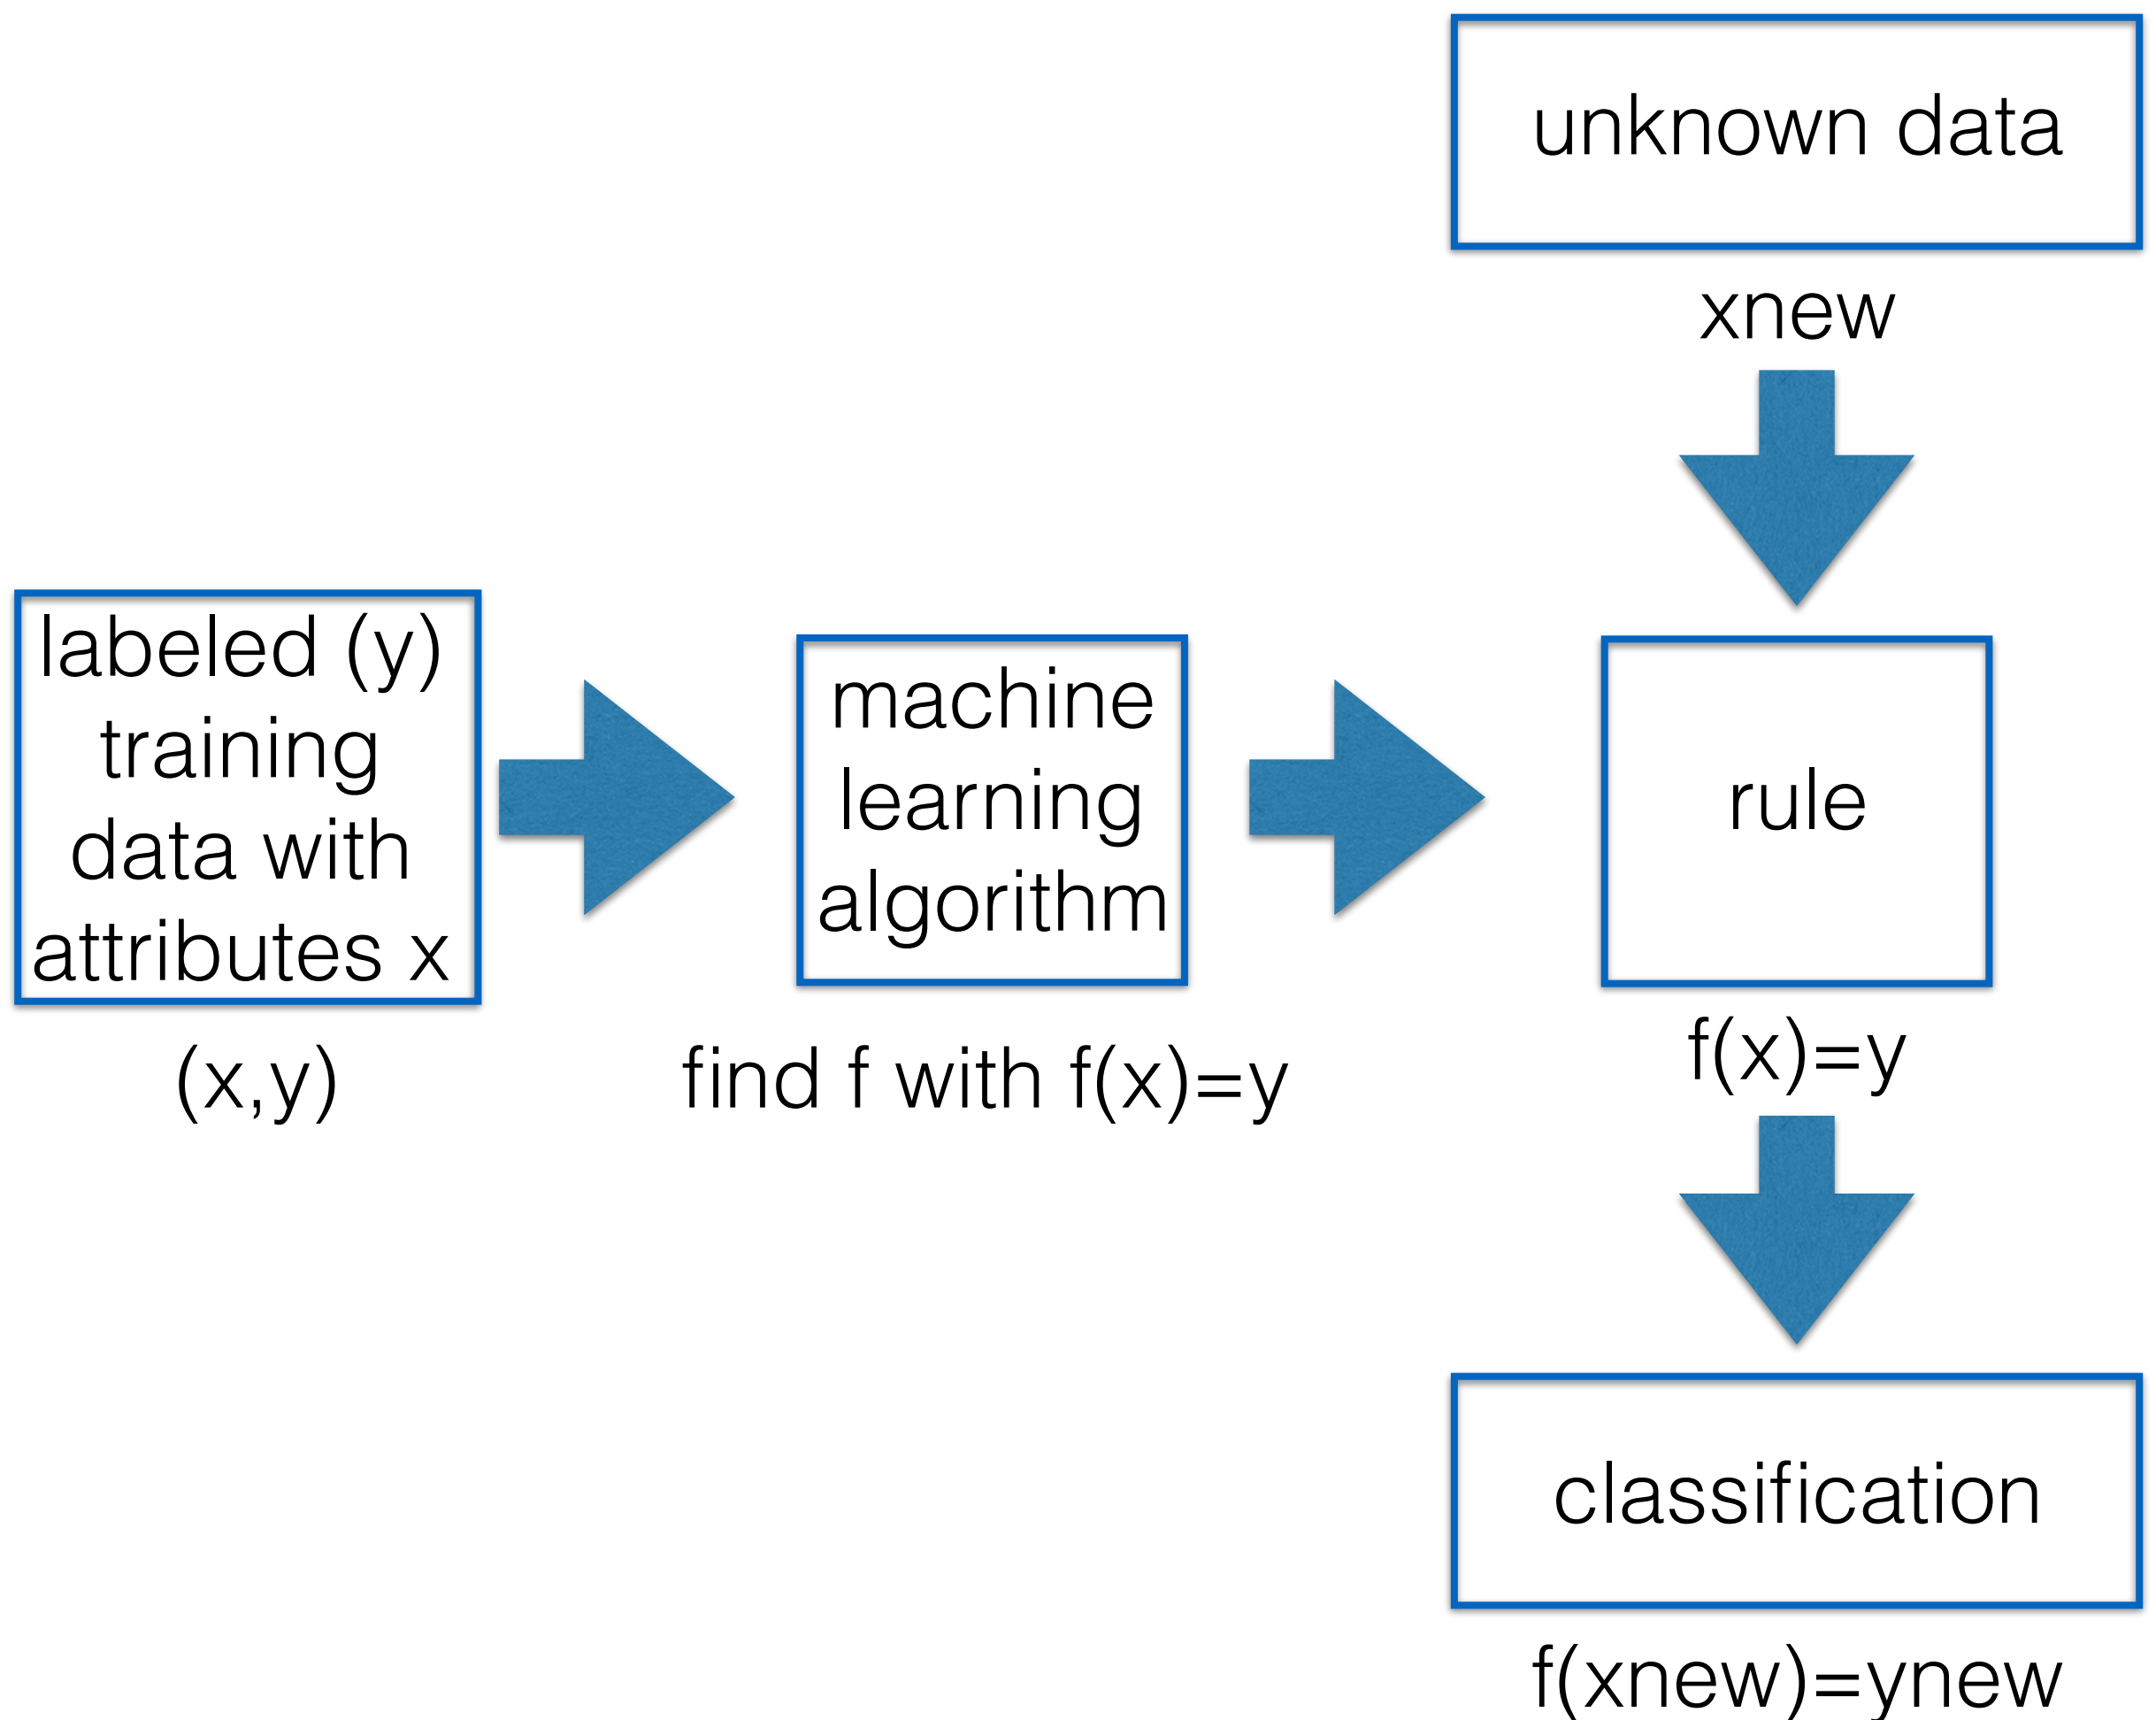 unknown data
xnew
labeled (y)
training
data with
attributes x
(x,y)
machine
learning
algorithm
find f with f(x)=y
rule
f(x)=y
classification
f(xnew)=ynew